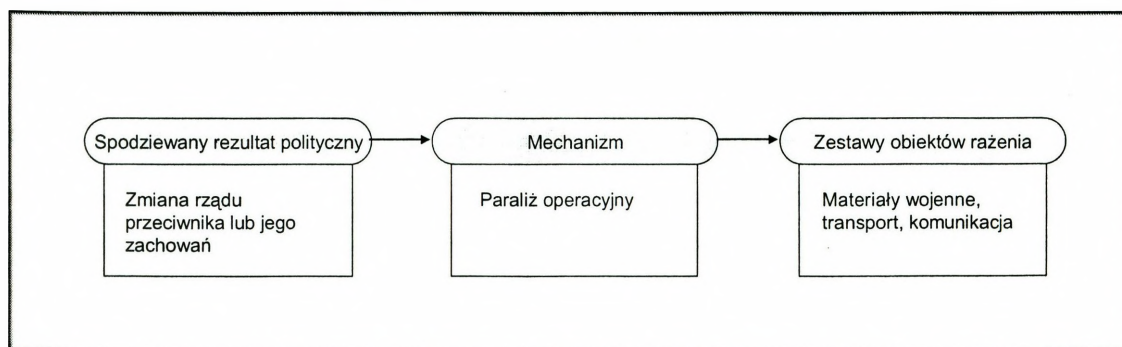 Spodziewany rezultat polityczny
Zmiana rządu
przeciwnika lub jego
zachowań
Mechanizm
Paraliż operacyjny
Zestawy obiektów rażenia
Materiały wojenne,
transport, komunikacja